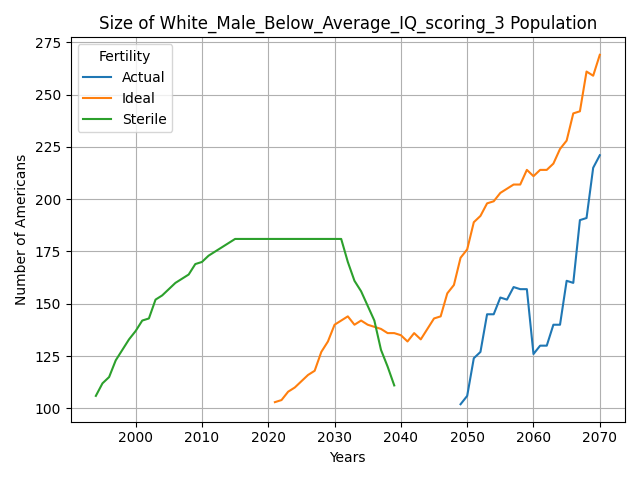 Size of White_Male_Below_Average_IQ_scoring_3 Population
Fertility
Actual
Ideal
Sterile
Number of Americans
275
250
225
200
175
150
125
100
2000 2010 2020 2030 2040 2050 2060 2070
Years